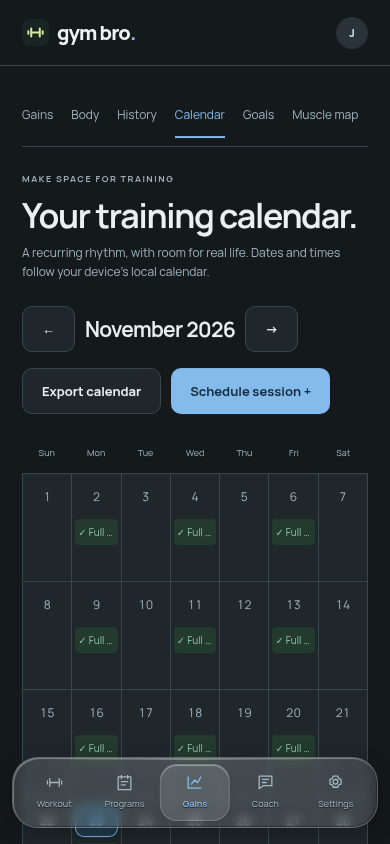 gym bro.
J
Gains Body History Calendar Goals Muscle map
MAKE SPACE FOR TRAINING
Your training calendar.
A recurring rhythm, with room for real life. Dates and times
follow your device's local calendar.
← November 2026 →
Export calendar Schedule session +
Sun Mon Tue Wed Thu Fri Sat
1 2 3 4 5 6 7
✓ Full ... ✓ Full ... ✓ Full ...
8 9 10 11 12 13 14
✓ Full ... ✓ Full ... ✓ Full ...
15 16 17 18 19 20 21
✓ Full ... ✓ Full ... ✓ Full ...
Workout Programs Gains Coach Settings